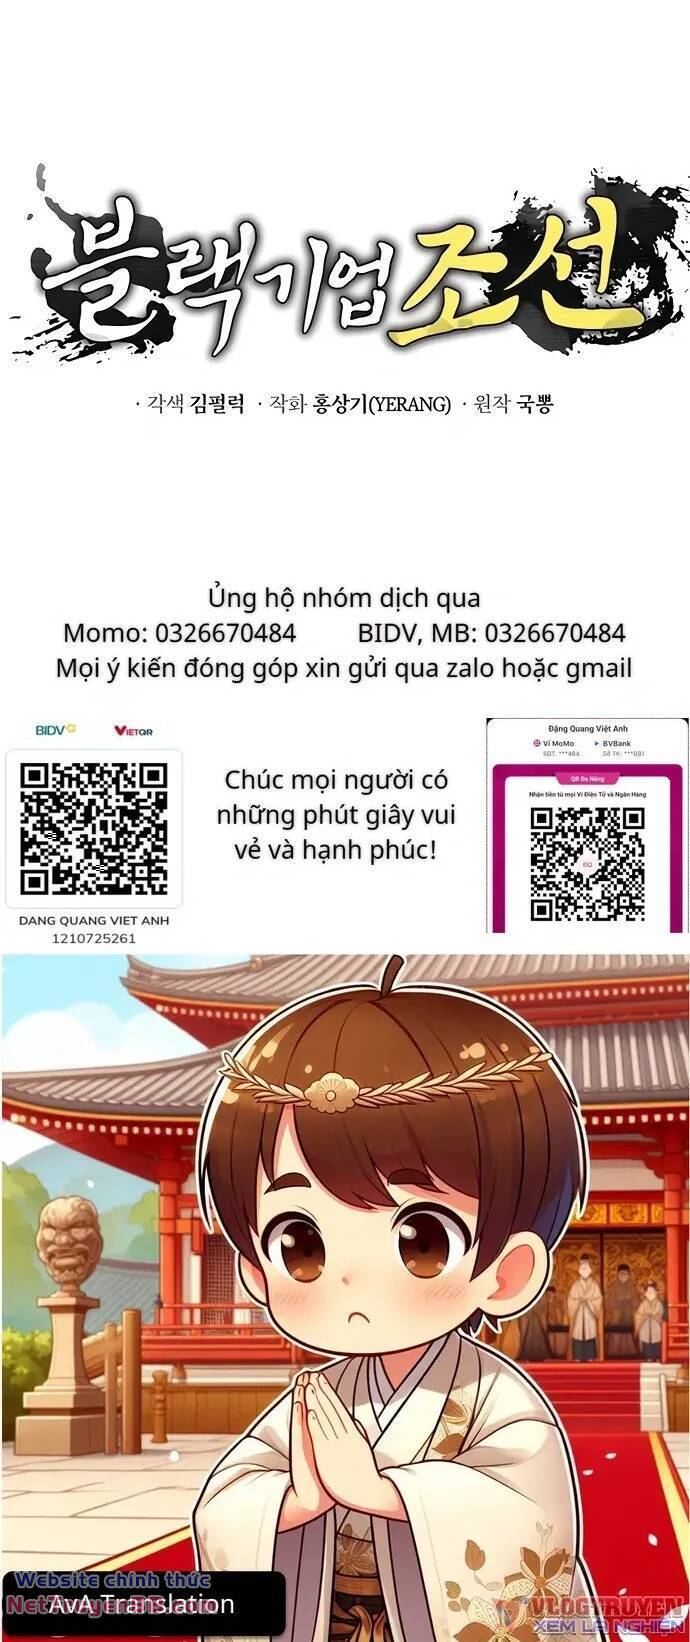 블랙기업조선
· 각색 김펄럭 · 작화 홍상기(YERANG) · 원작 국뽕
Ủng hộ nhóm dịch qua
Momo: 0326670484 BIDV, MB: 0326670484
Mọi ý kiến đóng góp xin gửi qua zalo hoặc gmail
BIDV VIETQR
DANG QUANG VIET ANH
1210725261
Chúc mọi người có
những phút giây vui
vẻ và hạnh phúc!
Đặng Quang Việt Anh
Ví MoMo BVBank
SĐT: ***484 Số TK: ***881
QR Đa Năng
Nhận tiền từ mọi Ví Điện Tử và Ngân Hàng
Website chính thức
AvA Translation
VLOGTRUYEN
XEM LÀ NGHIỆN